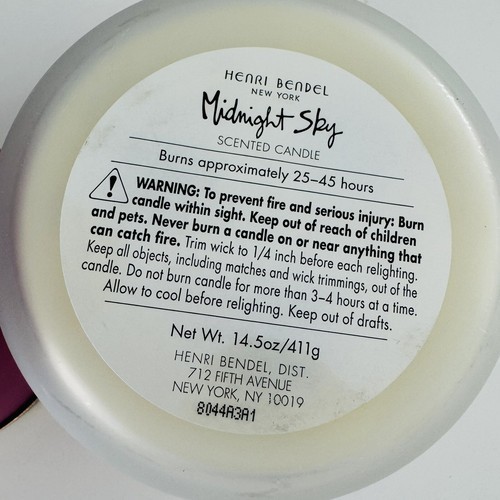 HENRI BENDEL
NEW YORK
Midnight Sky
SCENTED CANDLE
Burns approximately 25–45 hours
WARNING: To prevent fire and serious injury: Burn
candle within sight. Keep out of reach of children
and pets. Never burn a candle on or near anything that
can catch fire. Trim wick to 1/4 inch before each relighting.
Keep all objects, including matches and wick trimmings, out of the
candle. Do not burn candle for more than 3–4 hours at a time.
Allow to cool before relighting. Keep out of drafts.
Net Wt. 14.5oz/411g
HENRI BENDEL, DIST.
712 FIFTH AVENUE
NEW YORK, NY 10019
8044A3A1